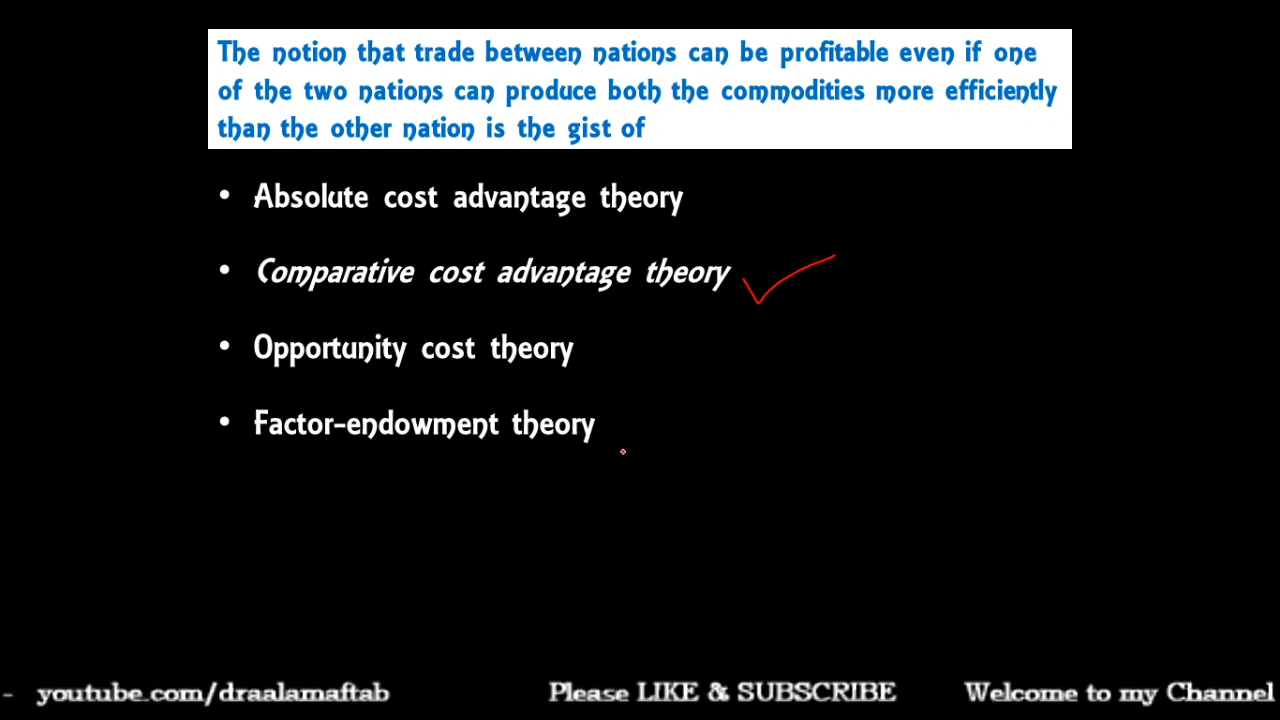 The notion that trade between nations can be profitable even if one
of the two nations can produce both the commodities more efficiently
than the other nation is the gist of
• Absolute cost advantage theory
• Comparative cost advantage theory
• Opportunity cost theory
• Factor-endowment theory
- youtube.com/draalamaftab Please LIKE & SUBSCRIBE Welcome to my Channel